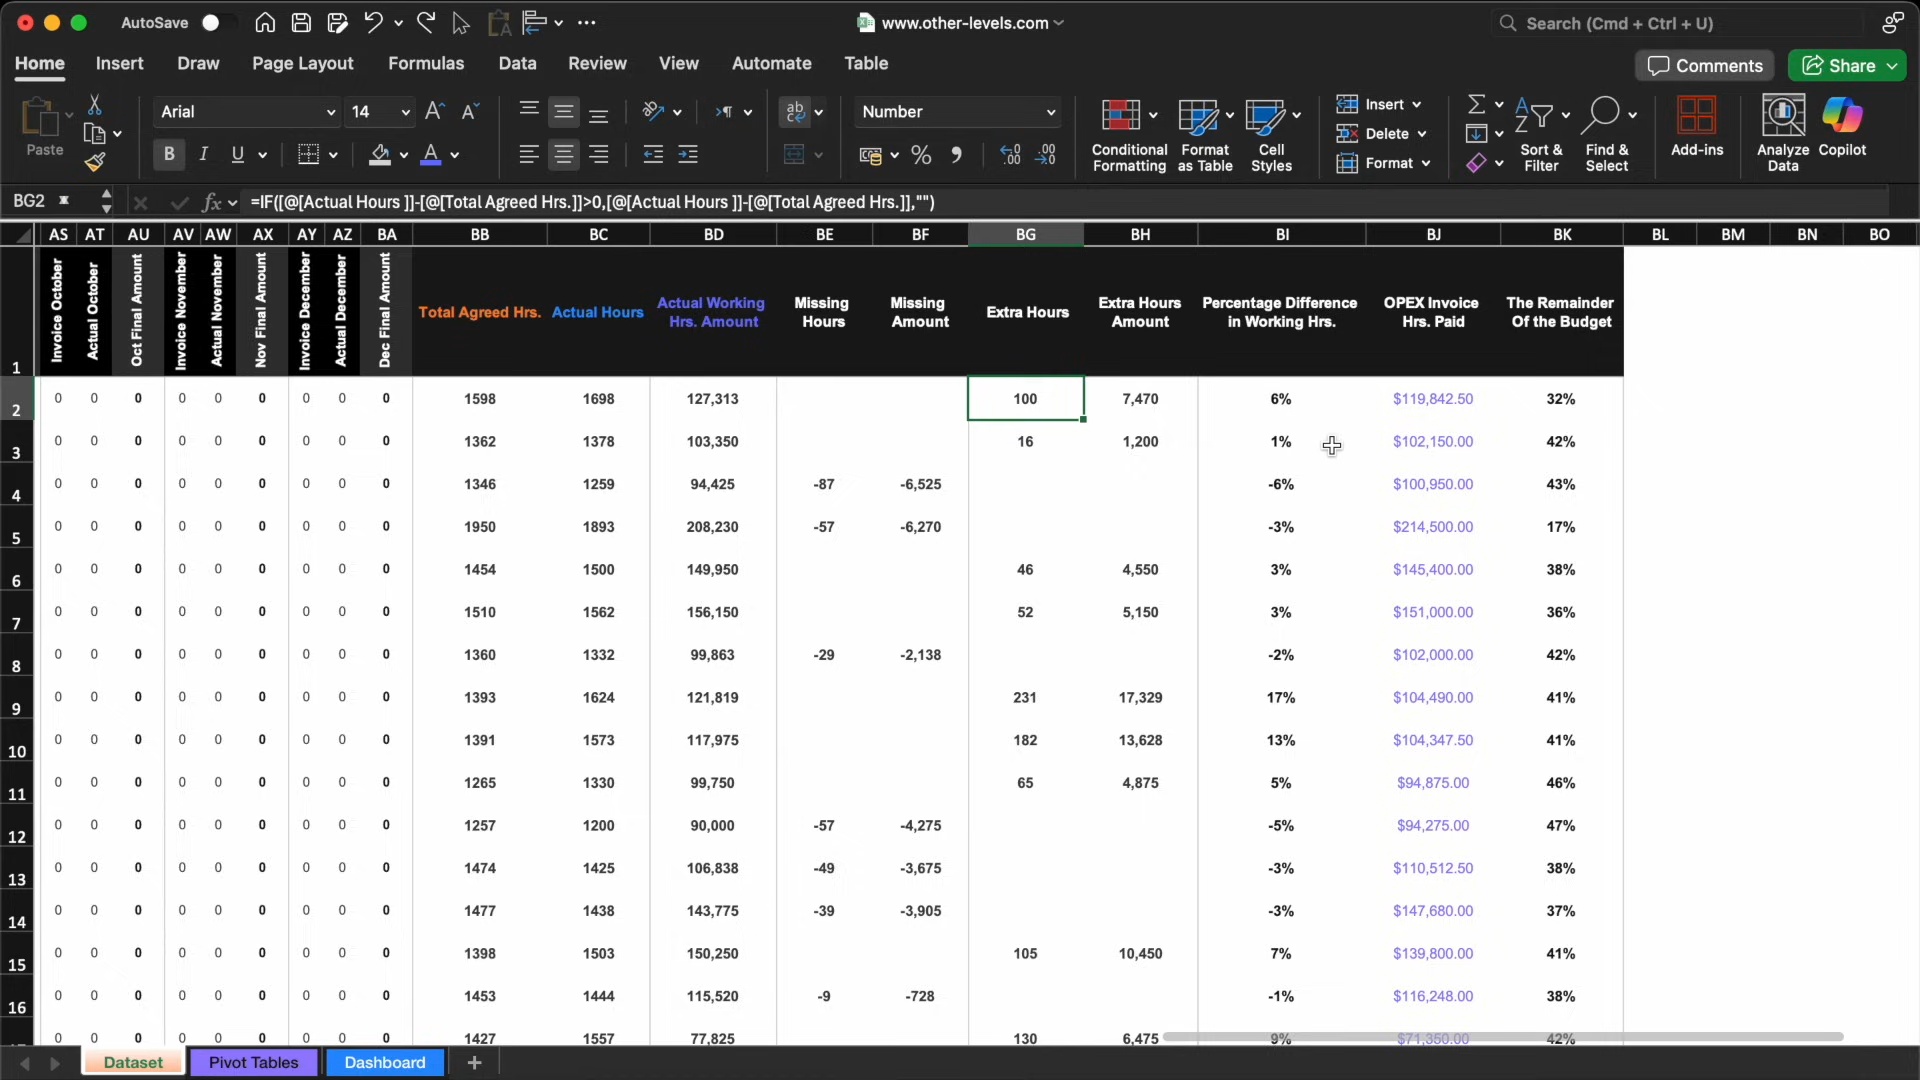 AutoSave
www.other-levels.com
Search (Cmd + Ctrl + U)
Home Insert Draw Page Layout Formulas Data Review View Automate Table
Comments Share
Paste
Arial 14
B I U
ab
Number
% 9
.00
Conditional Formatting
Format as Table
Cell Styles
Insert
Delete
Format
Sort & Filter
Find & Select
Add-ins
Analyze Data
Copilot
BG2 fx =IF([@[Actual Hours ]]-[@[Total Agreed Hrs.]]>0,[@[Actual Hours ]]-[@[Total Agreed Hrs.]],"")
AS AT AU AV AW AX AY AZ BA BB BC BD BE BF BG BH BI BJ BK BL BM BN BO
1 Invoice October Actual October Oct Final Amount Invoice November Actual November Nov Final Amount Invoice December Actual December Dec Final Amount Total Agreed Hrs. Actual Hours Actual Working Hrs. Amount Missing Hours Missing Amount Extra Hours Extra Hours Amount Percentage Difference in Working Hrs. OPEX Invoice Hrs. Paid The Remainder Of the Budget
2 0 0 0 0 0 0 0 0 0 1598 1698 127,313 100 7,470 6% $119,842.50 32%
3 0 0 0 0 0 0 0 0 0 1362 1378 103,350 16 1,200 1% $102,150.00 42%
4 0 0 0 0 0 0 0 0 0 1346 1259 94,425 -87 -6,525 -6% $100,950.00 43%
5 0 0 0 0 0 0 0 0 0 1950 1893 208,230 -57 -6,270 -3% $214,500.00 17%
6 0 0 0 0 0 0 0 0 0 1454 1500 149,950 46 4,550 3% $145,400.00 38%
7 0 0 0 0 0 0 0 0 0 1510 1562 156,150 52 5,150 3% $151,000.00 36%
8 0 0 0 0 0 0 0 0 0 1360 1332 99,863 -29 -2,138 -2% $102,000.00 42%
9 0 0 0 0 0 0 0 0 0 1393 1624 121,819 231 17,329 17% $104,490.00 41%
10 0 0 0 0 0 0 0 0 0 1391 1573 117,975 182 13,628 13% $104,347.50 41%
11 0 0 0 0 0 0 0 0 0 1265 1330 99,750 65 4,875 5% $94,875.00 46%
12 0 0 0 0 0 0 0 0 0 1257 1200 90,000 -57 -4,275 -5% $94,275.00 47%
13 0 0 0 0 0 0 0 0 0 1474 1425 106,838 -49 -3,675 -3% $110,512.50 38%
14 0 0 0 0 0 0 0 0 0 1477 1438 143,775 -39 -3,905 -3% $147,680.00 37%
15 0 0 0 0 0 0 0 0 0 1398 1503 150,250 105 10,450 7% $139,800.00 41%
16 0 0 0 0 0 0 0 0 0 1453 1444 115,520 -9 -728 -1% $116,248.00 38%
0 0 0 0 0 0 0 0 0 1427 1557 77,825 130 6,475 9% $71,350.00 42%
Dataset Pivot Tables Dashboard